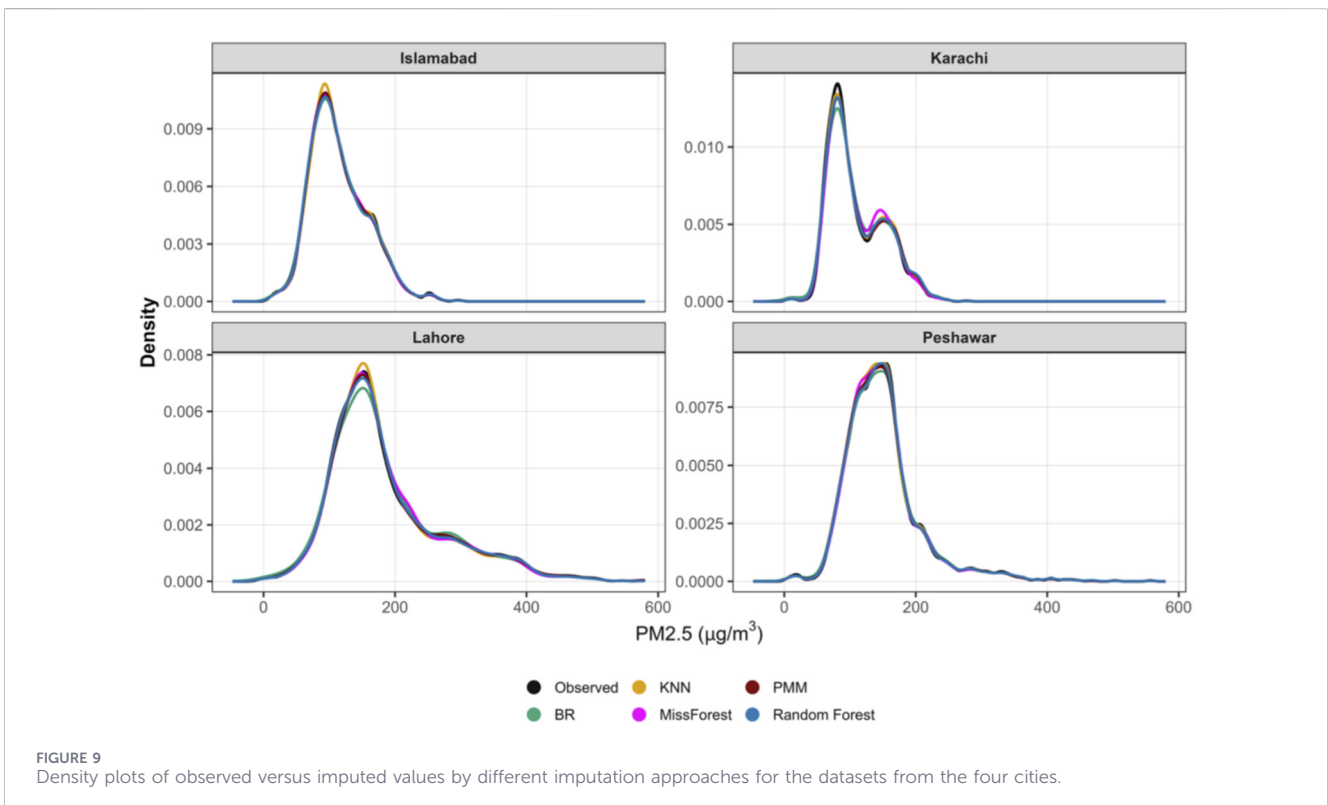 Islamabad
Karachi
0.009
0.006
0.003
0.000
0.010
0.005
0.000
Density
Lahore
Peshawar
0.008
0.006
0.004
0.002
0.000
0.0075
0.0050
0.0025
0.0000
0 200 400 600
0 200 400 600
PM2.5 (μg/m³)
Observed KNN PMM
BR MissForest Random Forest
FIGURE 9
Density plots of observed versus imputed values by different imputation approaches for the datasets from the four cities.